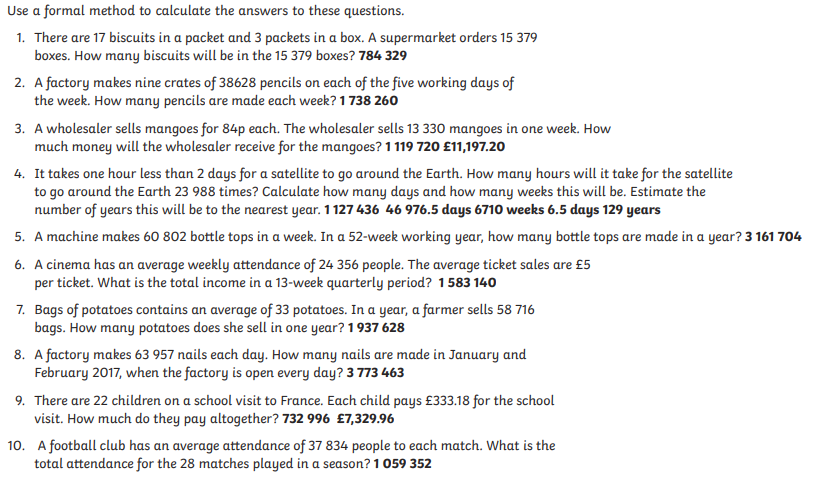 Use a formal method to calculate the answers to these questions.
1. There are 17 biscuits in a packet and 3 packets in a box. A supermarket orders 15 379
boxes. How many biscuits will be in the 15 379 boxes? 784 329
2. A factory makes nine crates of 38628 pencils on each of the five working days of
the week. How many pencils are made each week? 1 738 260
3. A wholesaler sells mangoes for 84p each. The wholesaler sells 13 330 mangoes in one week. How
much money will the wholesaler receive for the mangoes? 1 119 720 £11,197.20
4. It takes one hour less than 2 days for a satellite to go around the Earth. How many hours will it take for the satellite
to go around the Earth 23 988 times? Calculate how many days and how many weeks this will be. Estimate the
number of years this will be to the nearest year. 1 127 436 46 976.5 days 6710 weeks 6.5 days 129 years
5. A machine makes 60 802 bottle tops in a week. In a 52-week working year, how many bottle tops are made in a year? 3 161 704
6. A cinema has an average weekly attendance of 24 356 people. The average ticket sales are £5
per ticket. What is the total income in a 13-week quarterly period? 1 583 140
7. Bags of potatoes contains an average of 33 potatoes. In a year, a farmer sells 58 716
bags. How many potatoes does she sell in one year? 1 937 628
8. A factory makes 63 957 nails each day. How many nails are made in January and
February 2017, when the factory is open every day? 3 773 463
9. There are 22 children on a school visit to France. Each child pays £333.18 for the school
visit. How much do they pay altogether? 732 996 £7,329.96
10. A football club has an average attendance of 37 834 people to each match. What is the
total attendance for the 28 matches played in a season? 1 059 352